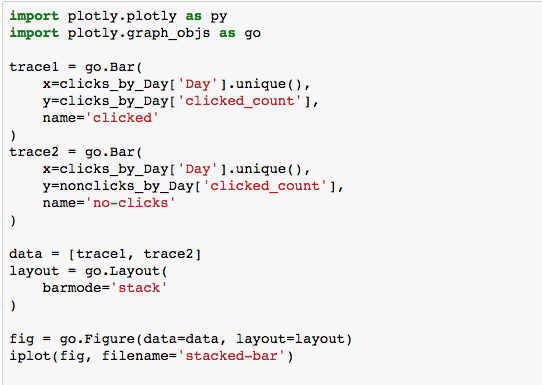 import plotly.plotly as py
import plotly.graph_objs as go
trace1 = go.Bar(
    x=clicks_by_Day['Day'].unique(),
    y=clicks_by_Day['clicked_count'],
    name='clicked'
)
trace2 = go.Bar(
    x=clicks_by_Day['Day'].unique(),
    y=nonclicks_by_Day['clicked_count'],
    name='no-clicks'
)
data = [trace1, trace2]
layout = go.Layout(
    barmode='stack'
)
fig = go.Figure(data=data, layout=layout)
iplot(fig, filename='stacked-bar')